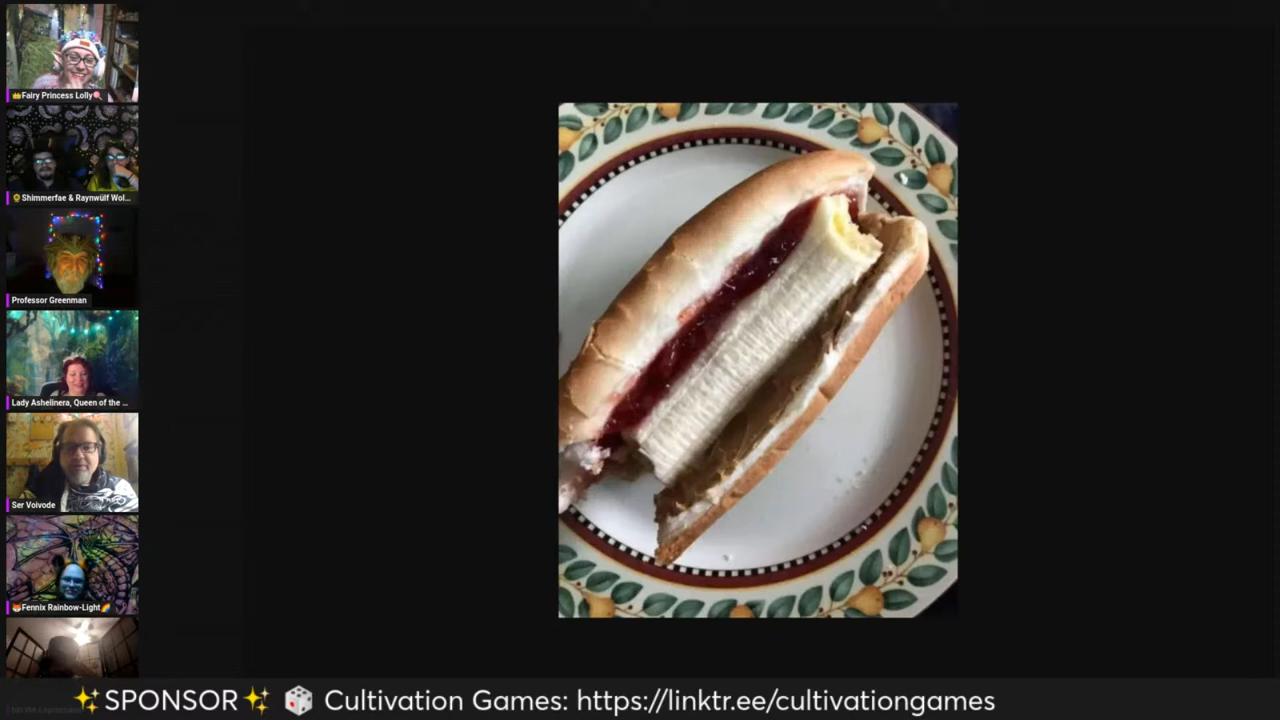 👑Fairy Princess Lolly🍭
🌻Shimmerfae & Raynwülf Wol...
Professor Greenman
Lady Ashelinera, Queen of the ...
Ser Voivode
🦊Fennix Rainbow-Light🌈
✨SPONSOR✨ 🎲 Cultivation Games: https://linktr.ee/cultivationgames